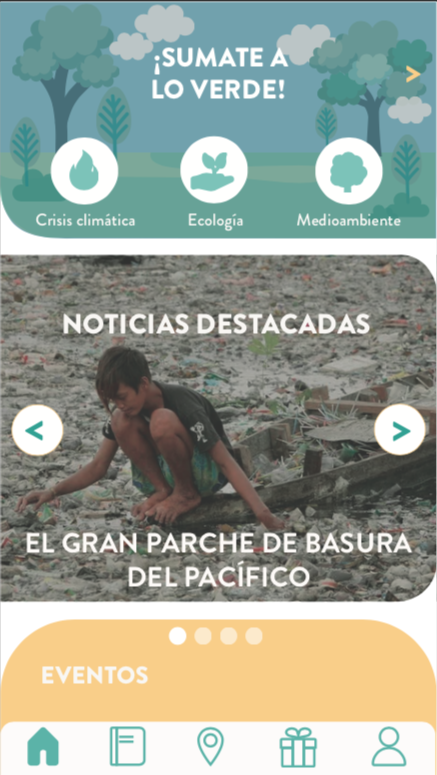 ¡SUMATE A
LO VERDE!
>
Crisis climática Ecología Medioambiente
NOTICIAS DESTACADAS
< >
EL GRAN PARCHE DE BASURA
DEL PACÍFICO
EVENTOS